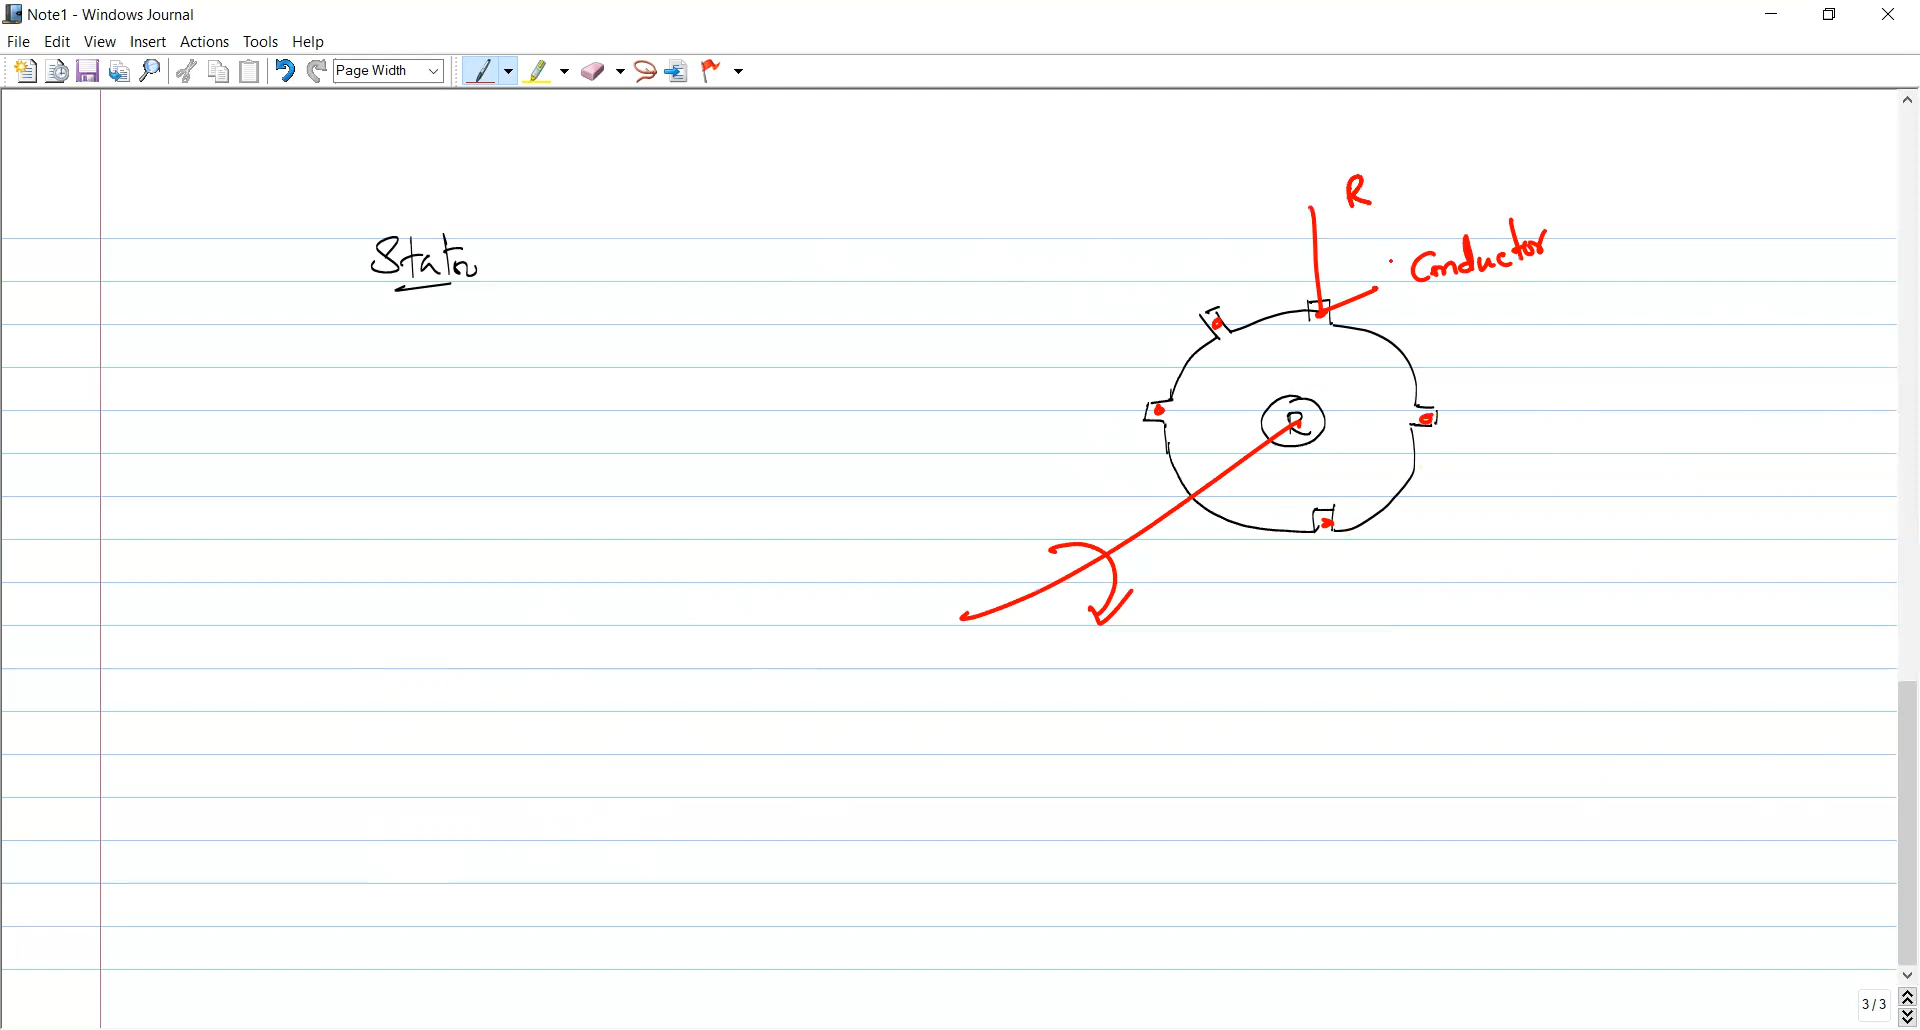 Note1 - Windows Journal
File Edit View Insert Actions Tools Help
Page Width
R
Conductor
Stator
R
3 / 3